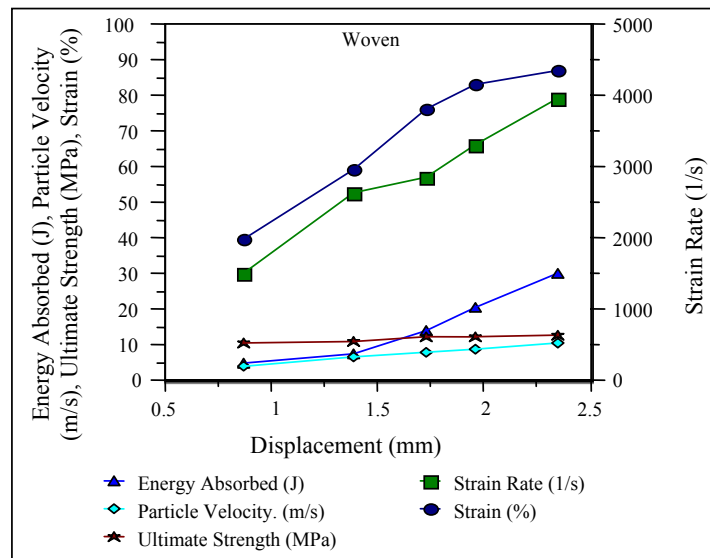 Woven
Energy Absorbed (J), Particle Velocity
(m/s), Ultimate Strength (MPa), Strain (%)
100
90
80
70
60
50
40
30
20
10
0
5000
4000
3000
2000
1000
0
Strain Rate (1/s)
0.5 1 1.5 2 2.5
Displacement (mm)
Energy Absorbed (J) Strain Rate (1/s)
Particle Velocity. (m/s) Strain (%)
Ultimate Strength (MPa)